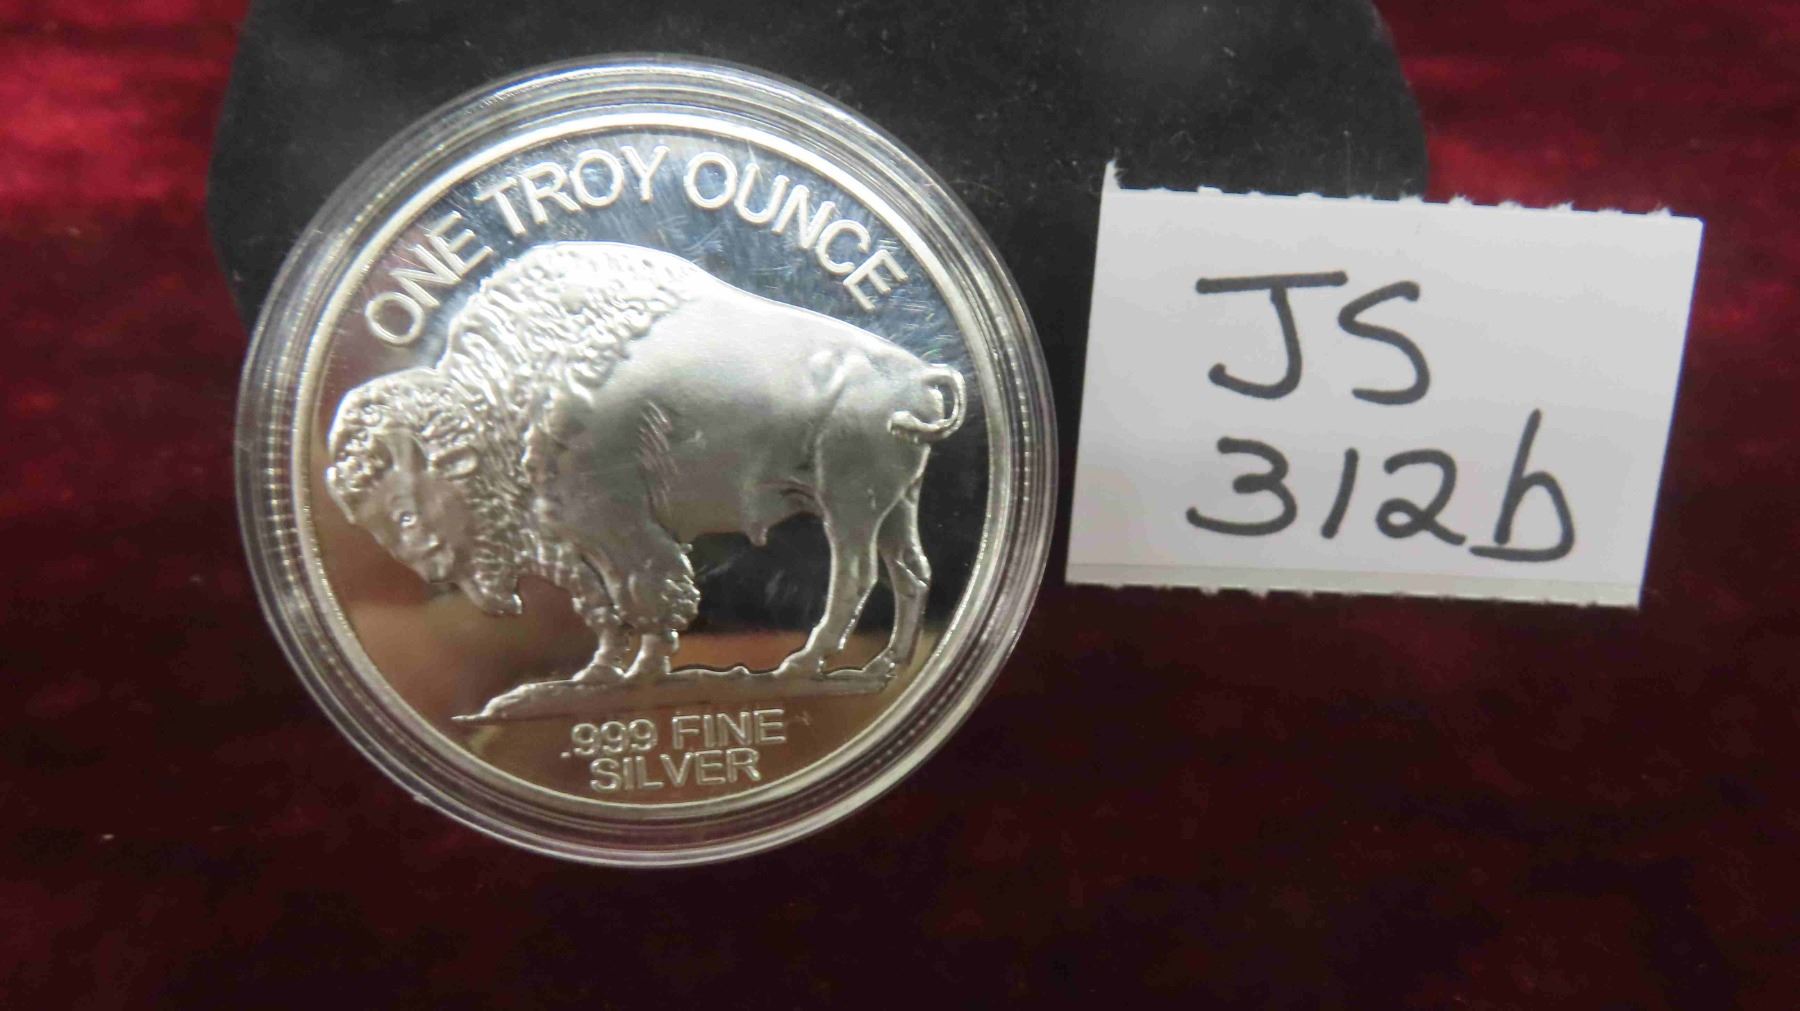 ONE TROY OUNCE
.999 FINE
SILVER
JS
312b